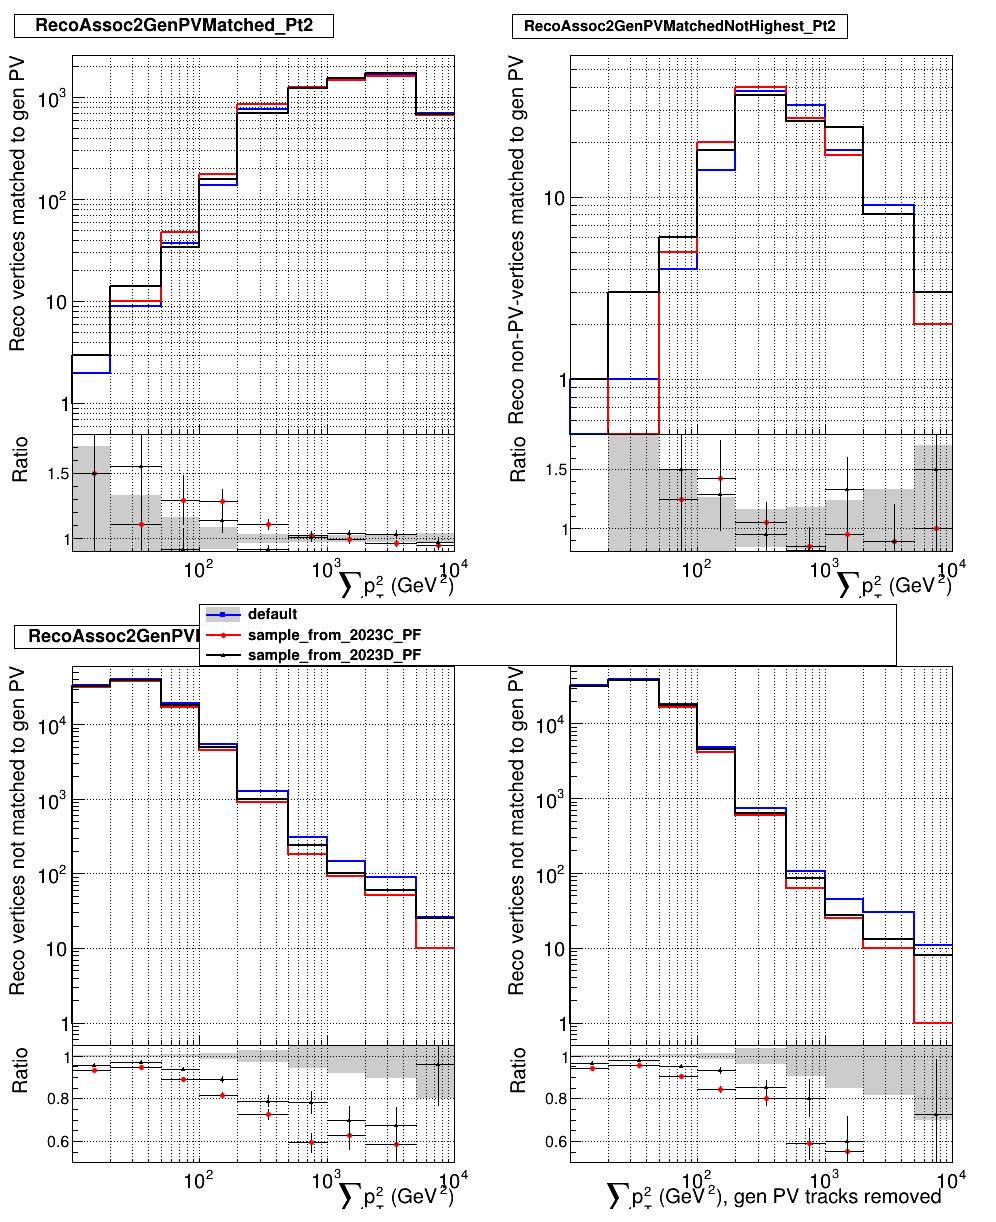 RecoAssoc2GenPVMatched_Pt2
RecoAssoc2GenPVMatchedNotHighest_Pt2
Reco vertices matched to gen PV
10³
10²
10
1
Ratio
1.5
1
10²
10³
10⁴
∑p²_T (GeV²)
Reco non-PV-vertices matched to gen PV
10
1
Ratio
1.5
1
10²
10³
10⁴
∑p²_T (GeV²)
default
sample_from_2023C_PF
sample_from_2023D_PF
RecoAssoc2GenPV
Reco vertices not matched to gen PV
10⁴
10³
10²
10
1
Ratio
1
0.8
0.6
10²
10³
10⁴
∑p²_T (GeV²)
Reco vertices not matched to gen PV
10⁴
10³
10²
10
1
Ratio
1
0.8
0.6
10²
10³
10⁴
∑p²_T (GeV²), gen PV tracks removed